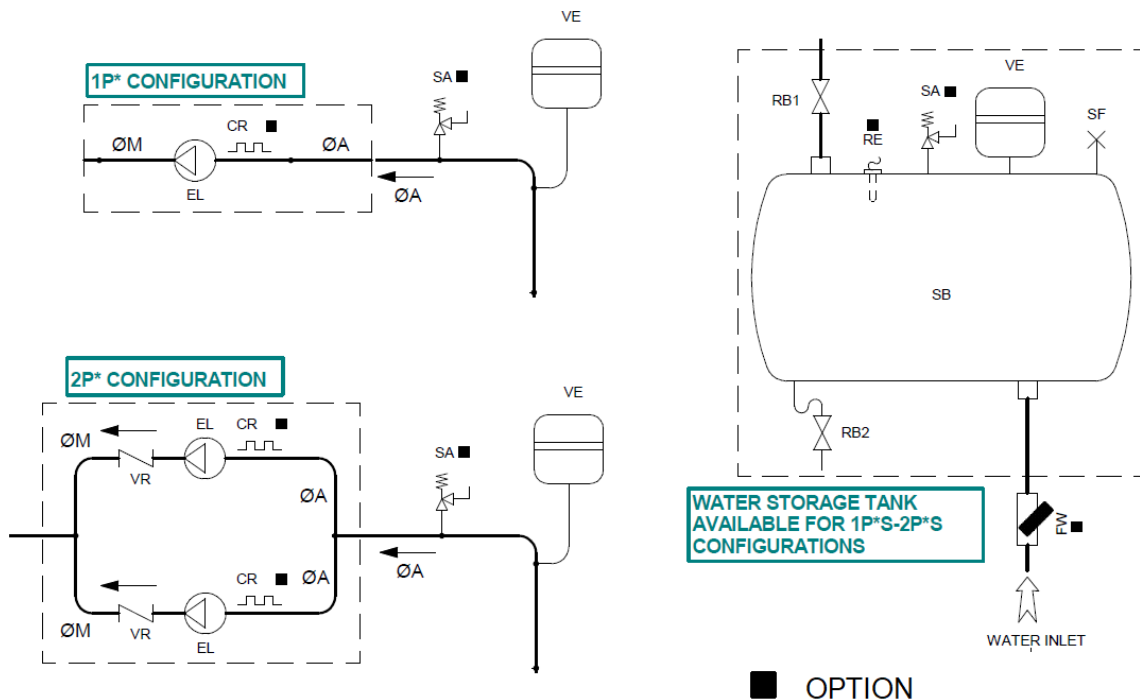 1P* CONFIGURATION
VE
SA
CR
ØM
ØA
EL
ØA
2P* CONFIGURATION
VE
EL
CR
ØM
SA
VR
ØA
CR
ØA
ØA
ØM
VR
EL
VE
RB1
SA
RE
SF
SB
RB2
WATER STORAGE TANK
AVAILABLE FOR 1P*S-2P*S
CONFIGURATIONS
FW
WATER INLET
OPTION